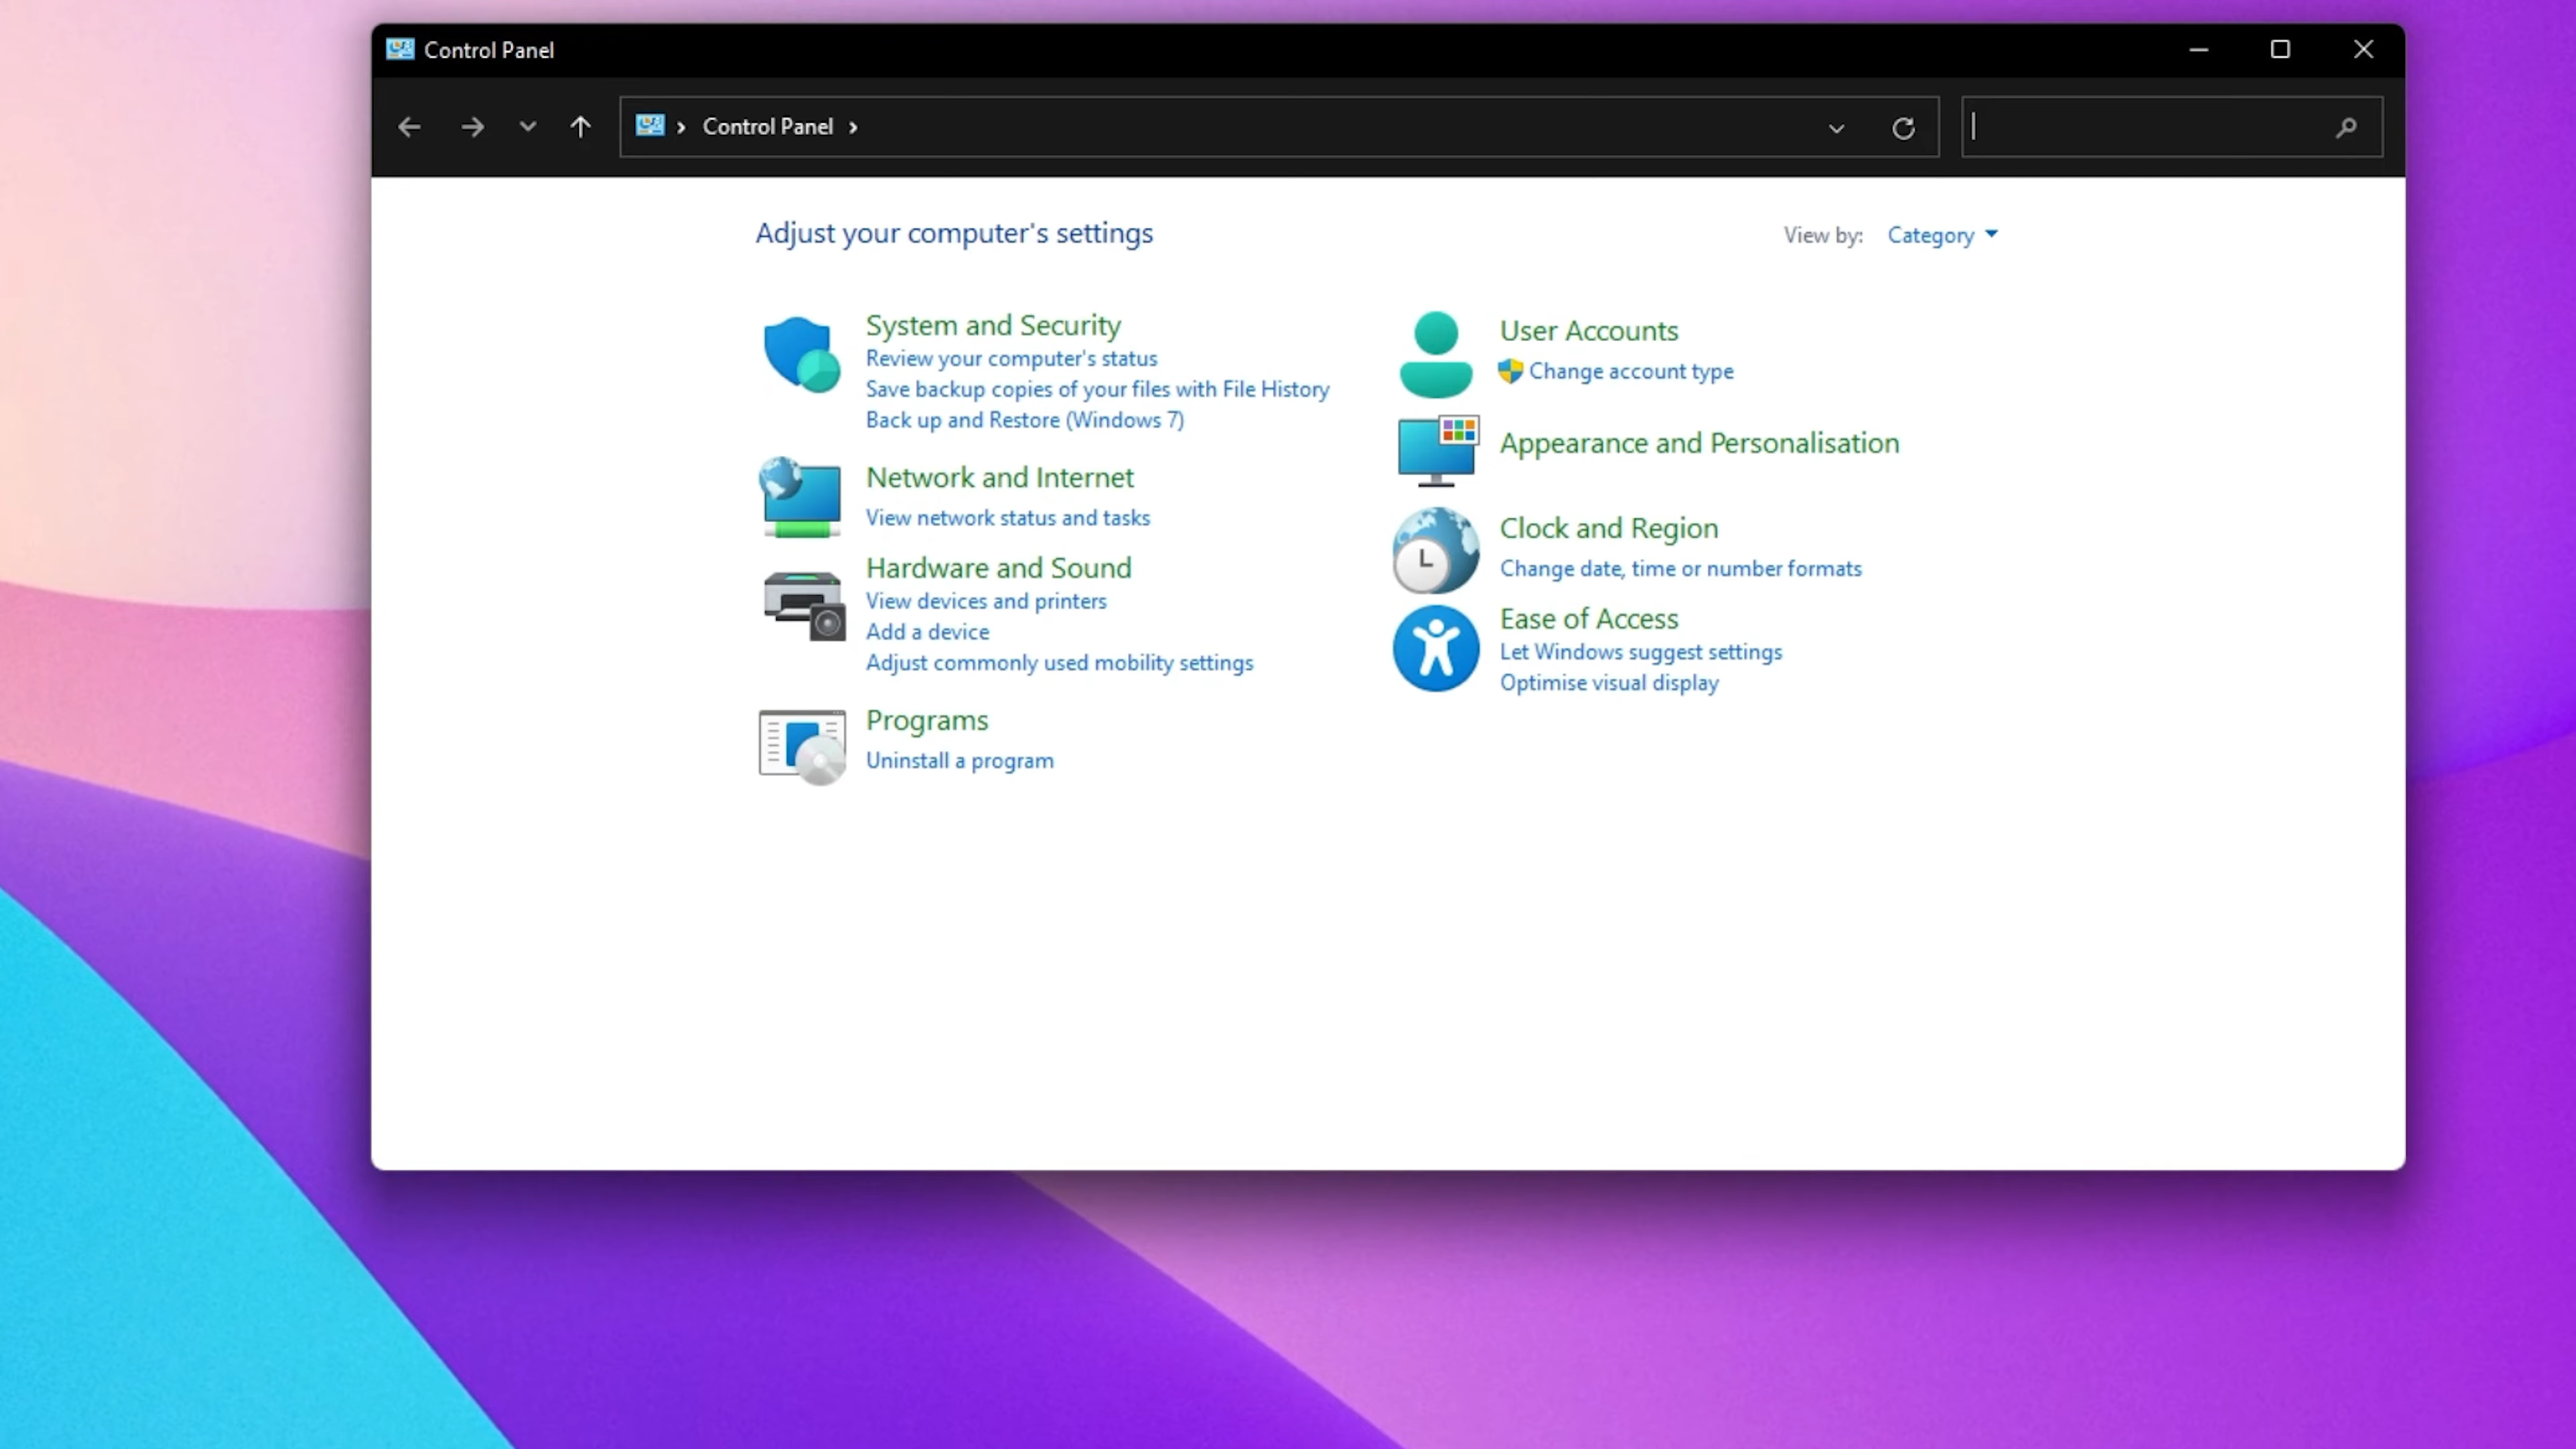 Control Panel
Control Panel
Adjust your computer's settings
View by: Category
System and Security
Review your computer's status
Save backup copies of your files with File History
Back up and Restore (Windows 7)
Network and Internet
View network status and tasks
Hardware and Sound
View devices and printers
Add a device
Adjust commonly used mobility settings
Programs
Uninstall a program
User Accounts
Change account type
Appearance and Personalisation
Clock and Region
Change date, time or number formats
Ease of Access
Let Windows suggest settings
Optimise visual display